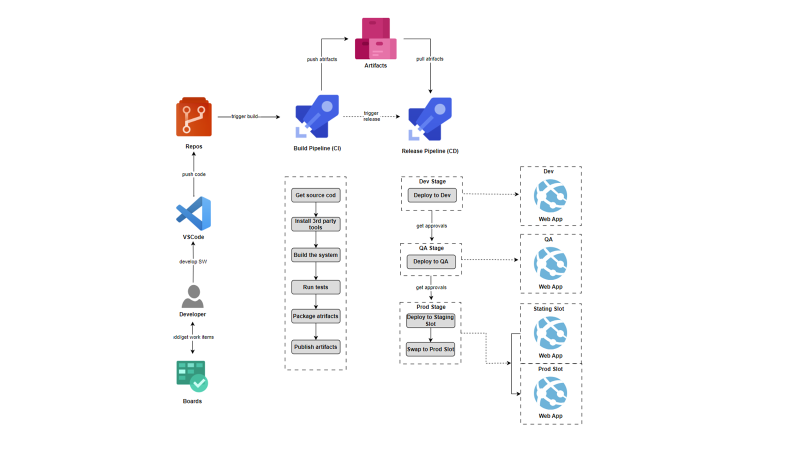 push atrifacts
pull atrifacts
Artifacts
trigger build
trigger
release
Repos
Build Pipeline (CI)
Release Pipeline (CD)
push code
VSCode
develop SW
Developer
add/get work items
Boards
Get source cod
Install 3rd party
tools
Build the system
Run tests
Package atrifacts
Publish artifacts
Dev Stage
Deploy to Dev
get approvals
QA Stage
Deploy to QA
get approvals
Prod Stage
Deploy to Staging
Slot
Swap to Prod Slot
Dev
Web App
QA
Web App
Stating Slot
Web App
Prod Slot
Web App